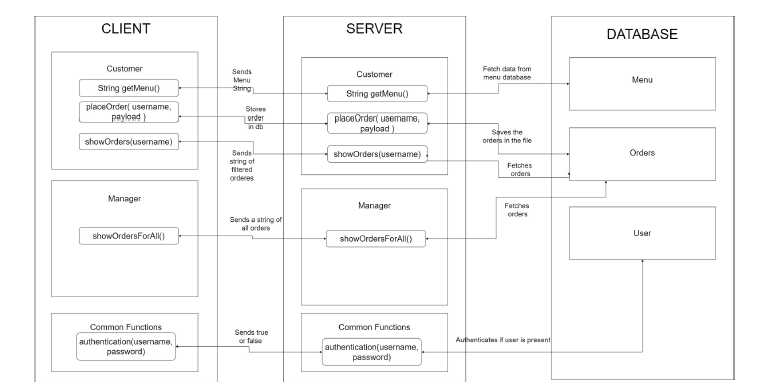 CLIENT
SERVER
DATABASE
Customer
String getMenu()
placeOrder( username,
payload )
showOrders(username)
Sends
Menu
String
Stores
order
in db
Sends
string of
filtered
orderes
Customer
String getMenu()
placeOrder( username,
payload )
showOrders(username)
Fetch data from
menu database
Saves the
orders in the file
Fetches
orders
Menu
Orders
Manager
showOrdersForAll()
Sends a string of
all orders
Manager
showOrdersForAll()
Fetches
orders
User
Common Functions
authentication(username,
password)
Sends true
or false
Common Functions
authentication(username,
password)
Authenticates if user is present